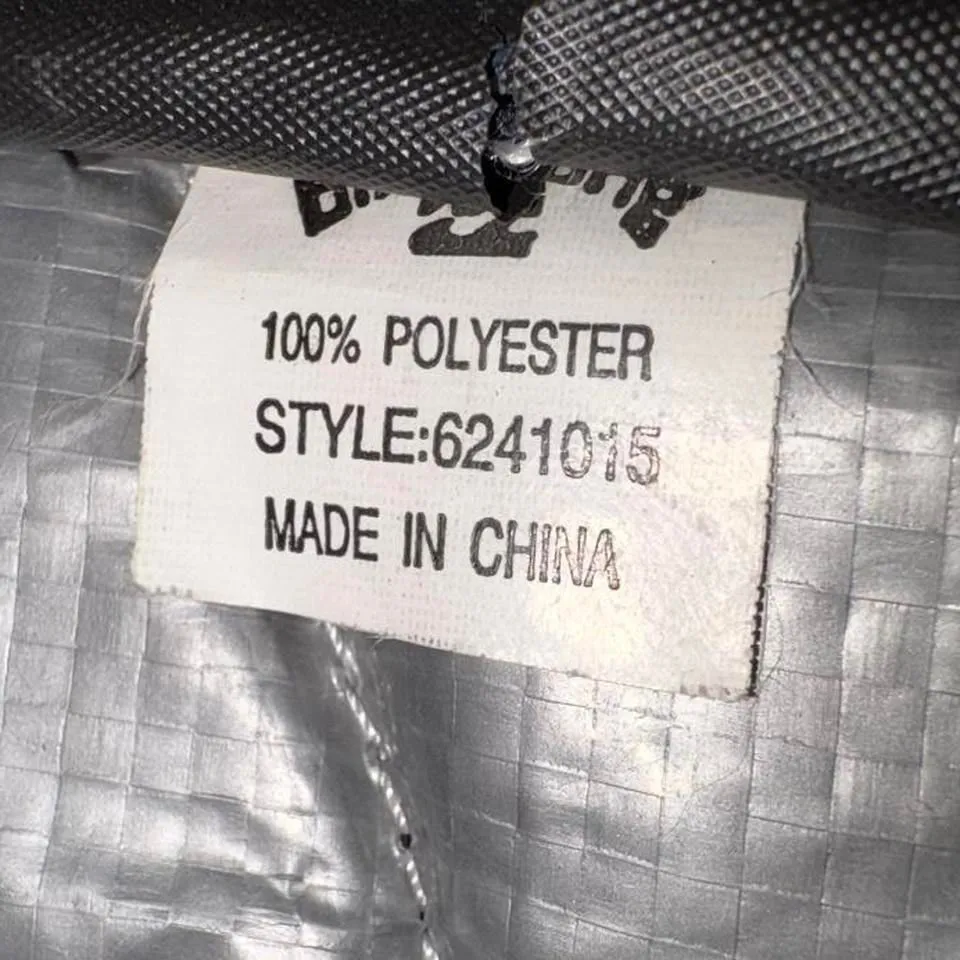 100% POLYESTER
STYLE:6241015
MADE IN CHINA